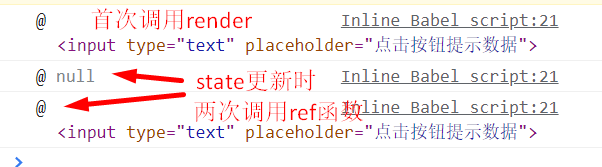 @ 首次调用render Inline Babel script:21
<input type="text" placeholder="点击按钮提示数据">
@ null Inline Babel script:21
state更新时
@ 两次调用ref函数 Inline Babel script:21
<input type="text" placeholder="点击按钮提示数据">
>